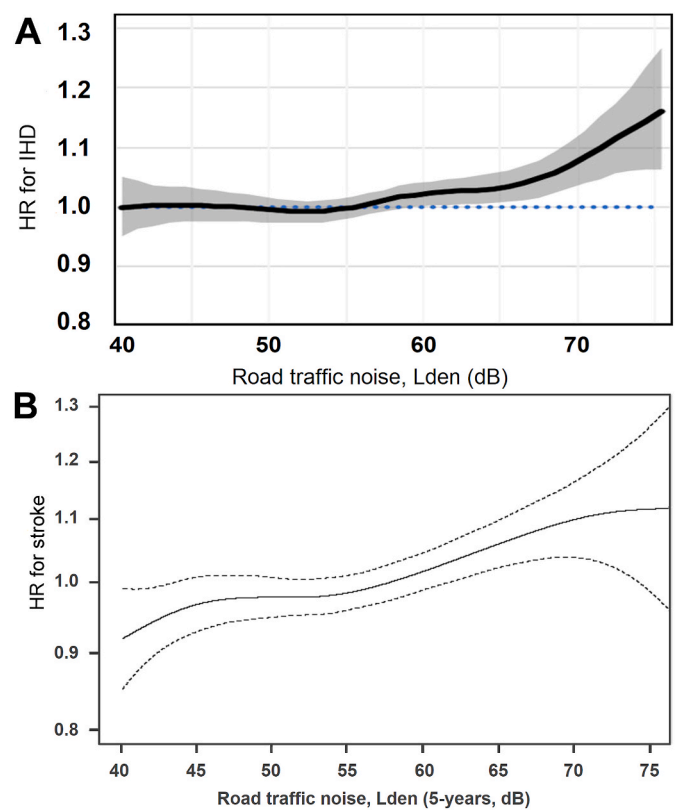 A
1.3
1.2
1.1
1.0
0.9
0.8
HR for IHD
40 50 60 70
Road traffic noise, Lden (dB)
B
1.3
1.2
1.1
1.0
0.9
0.8
HR for stroke
40 45 50 55 60 65 70 75
Road traffic noise, Lden (5-years, dB)